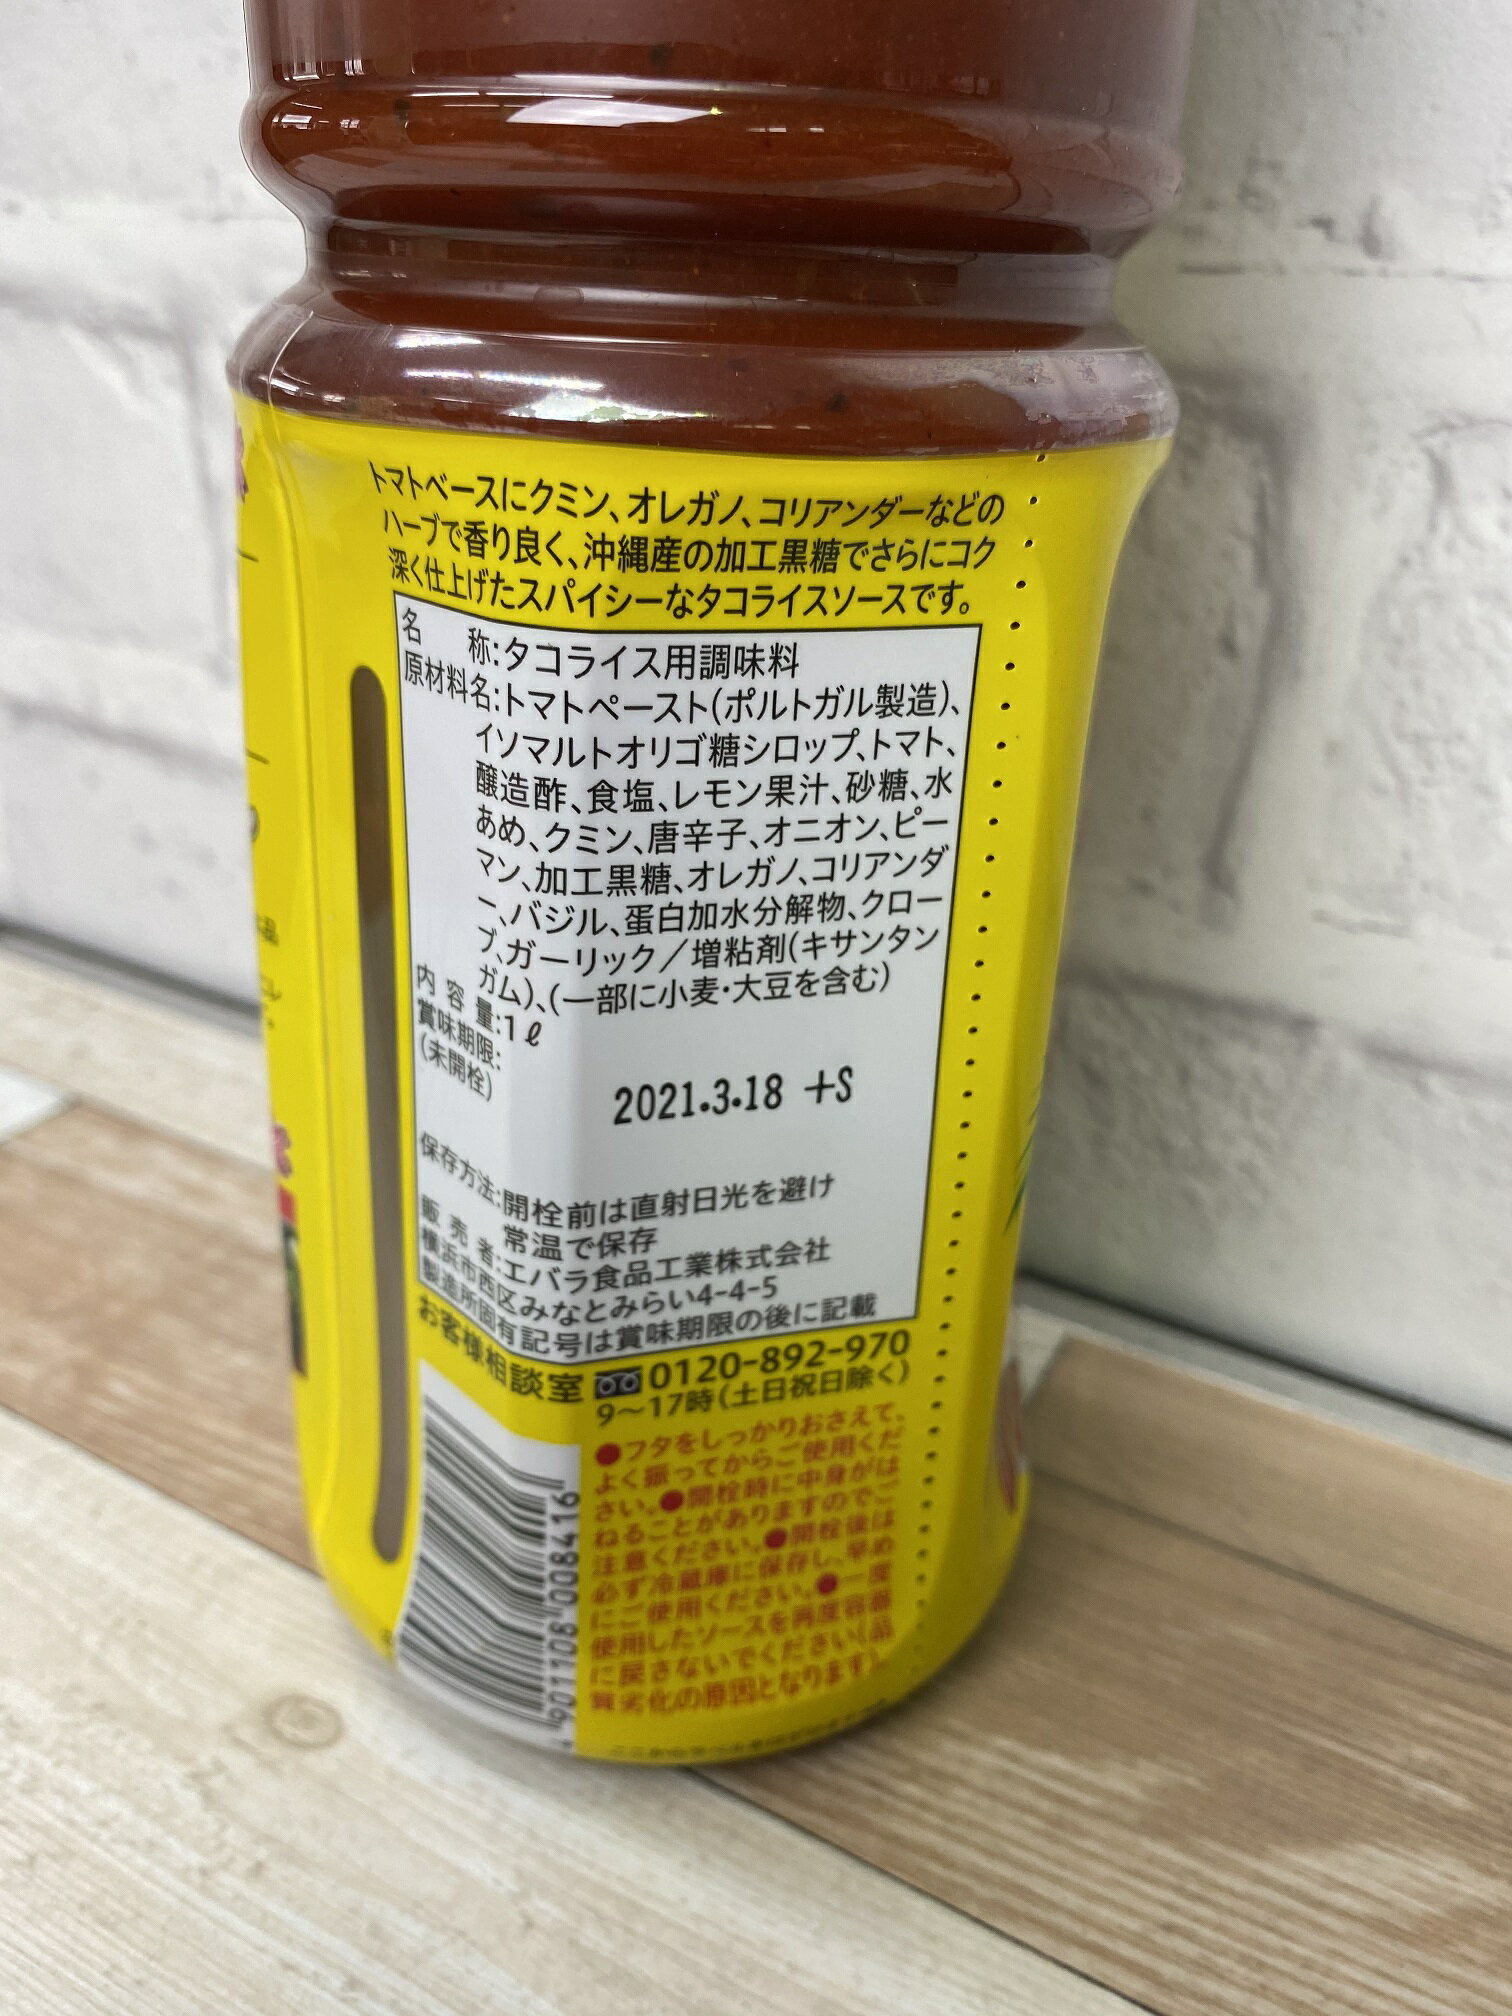 トマトベースにクミン、オレガノ、コリアンダーなどの
ハーブで香り良く、沖縄産の加工黒糖でさらにコク
深く仕上げたスパイシーなタコライスソースです。
名　称:タコライス用調味料
原材料名:トマトペースト(ポルトガル製造)、
イソマルトオリゴ糖シロップ、トマト、
醸造酢、食塩、レモン果汁、砂糖、水
あめ、クミン、唐辛子、オニオン、ピー
マン、加工黒糖、オレガノ、コリアンダ
ー、バジル、蛋白加水分解物、クロー
ブ、ガーリック／増粘剤(キサンタン
ガム)、(一部に小麦・大豆を含む)
内容量:1ℓ
賞味期限:
(未開栓)
2021.3.18 +S
保存方法:開栓前は直射日光を避け
常温で保存
販売者:エバラ食品工業株式会社
横浜市西区みなとみらい4-4-5
製造所固有記号は賞味期限の後に記載
お客様相談室 0120-892-970
9～17時(土日祝日除く)
●フタをしっかりおさえて、
よく振ってからご使用くだ
さい。●開栓時に中身がは
ねることがありますのでご
注意ください。●開栓後は
必ず冷蔵庫に保存し、早め
にご使用ください。●一度
使用したソースを再度容器
に戻さないでください(品
質劣化の原因となります)。
4901108008416